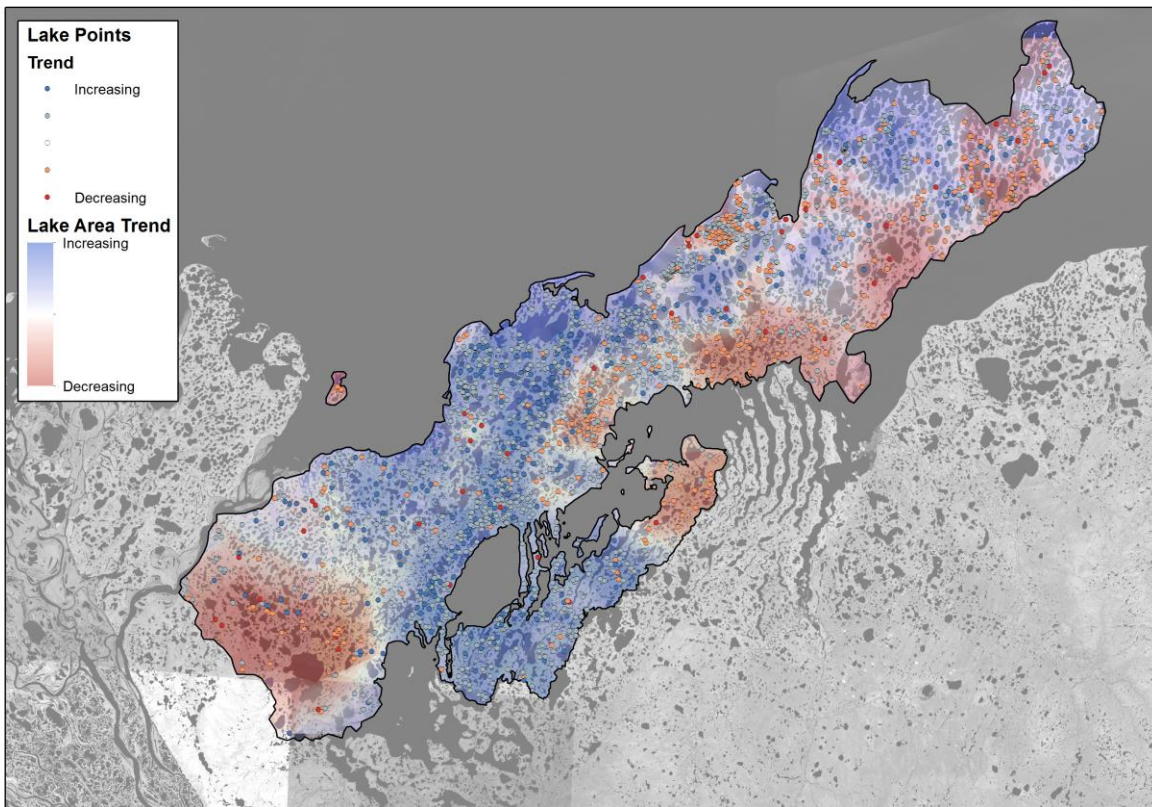 Lake Points
Trend
Increasing
Decreasing
Lake Area Trend
Increasing
Decreasing